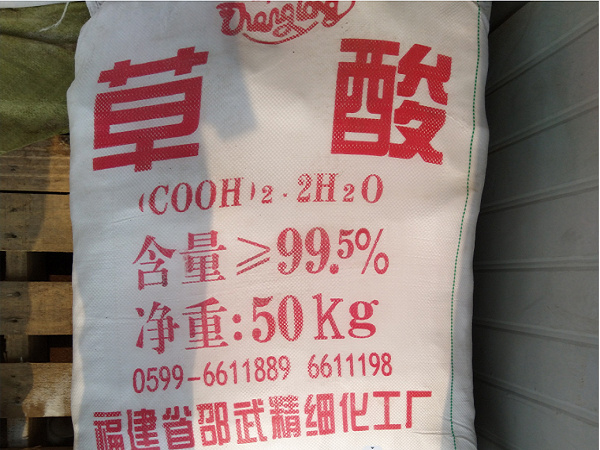 草酸
(COOH)2·2H2O
含量≥99.5%
净重:50kg
0599-6611889 6611198
福建省邵武精细化工厂